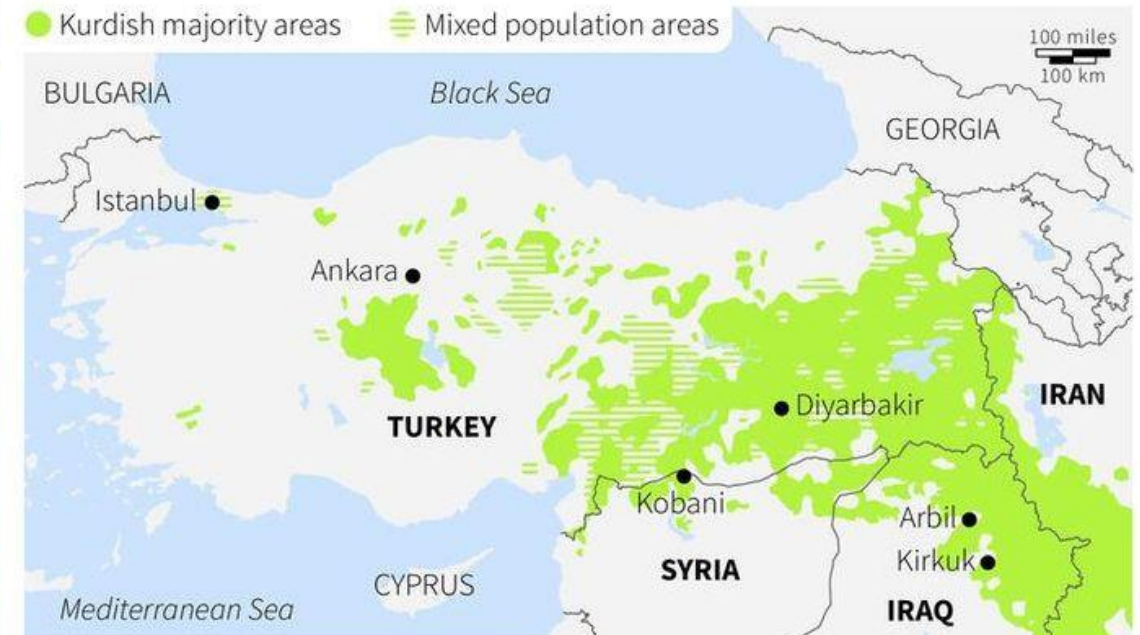 Kurdish majority areas
Mixed population areas
100 miles
100 km
BULGARIA
Black Sea
GEORGIA
Istanbul
Ankara
IRAN
Diyarbakir
TURKEY
Kobani
Arbil
Kirkuk
SYRIA
CYPRUS
Mediterranean Sea
IRAQ